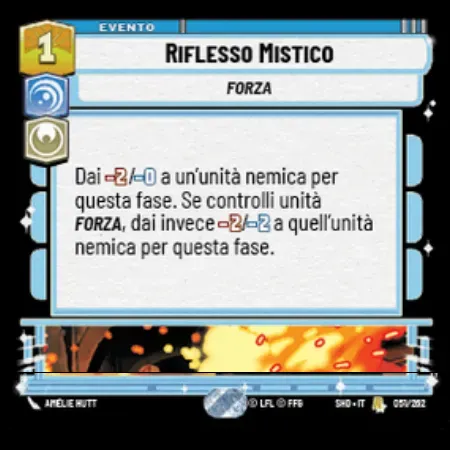 EVENTO
1
RIFLESSO MISTICO
FORZA
Dai -2/-0 a un'unità nemica per
questa fase. Se controlli unità
FORZA, dai invece -2/-2 a quell'unità
nemica per questa fase.
AMÉLIE HUTT
© LFL © FFG
SHD • IT
051/262